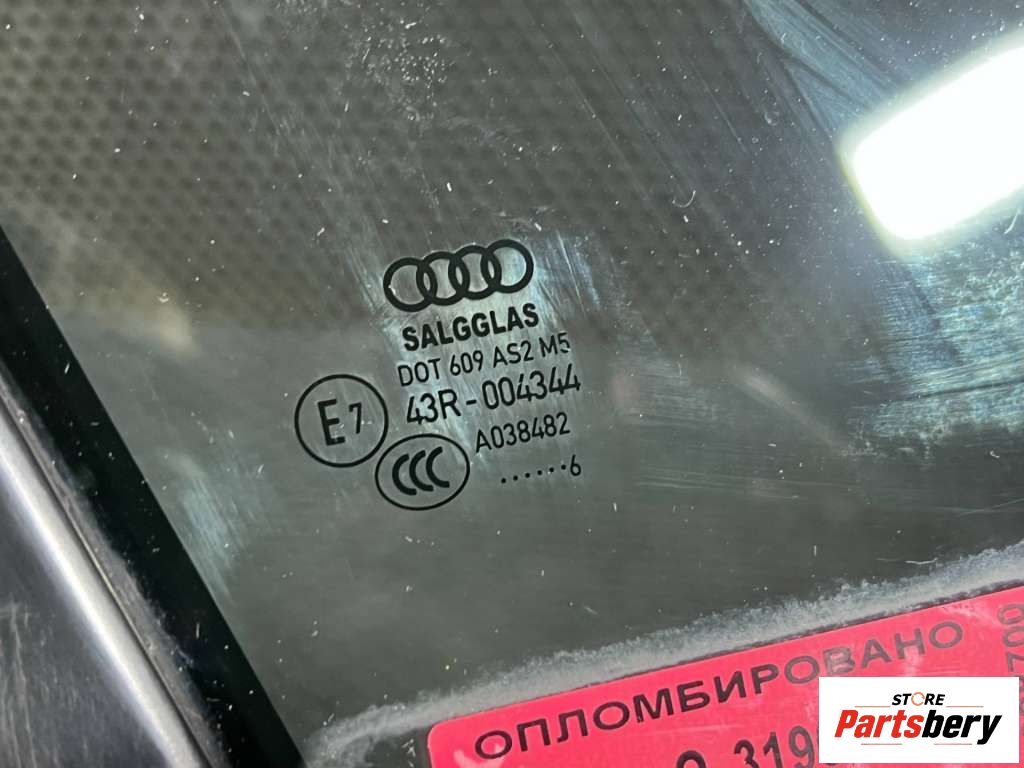 SALGGLAS
DOT 609 AS2 M5
E7
43R-004344
CCC
A038482
......6
ОПЛОМБИРОВАНО
STORE
Partsbery